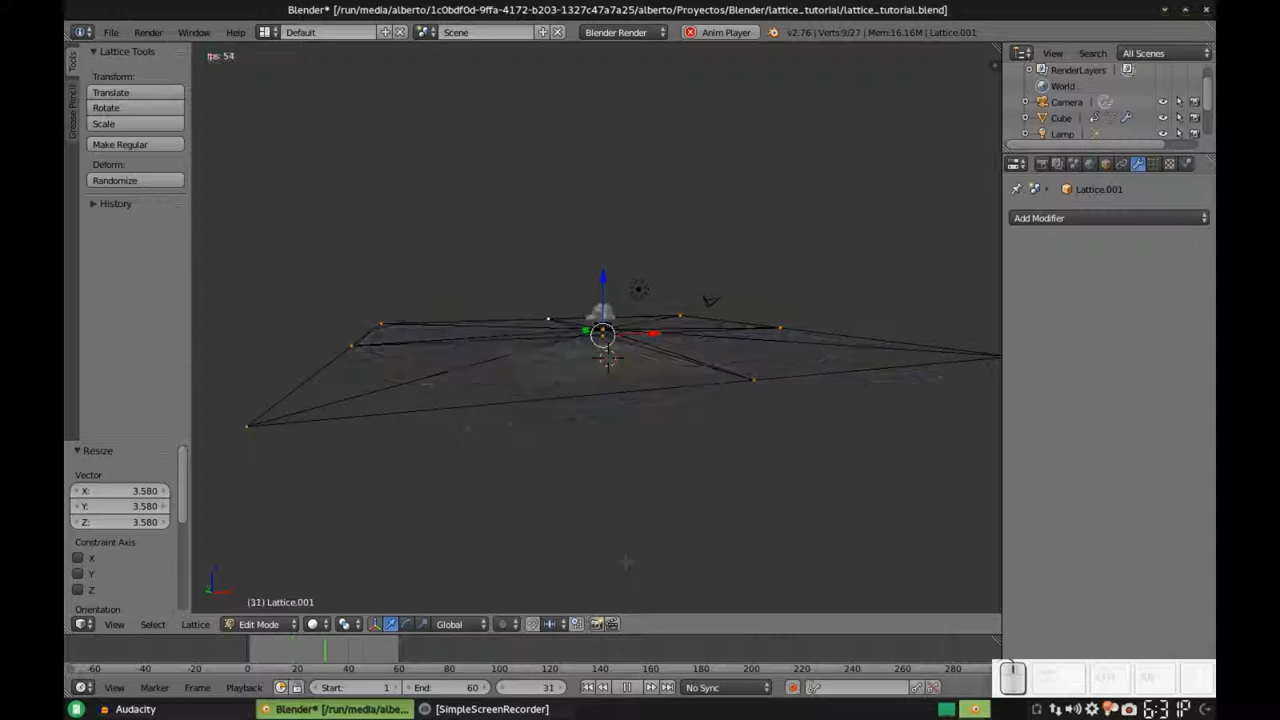 Blender* [/run/media/alberto/1c0bdf0d-9ffa-4172-b203-1327c47a7a25/alberto/Proyectos/Blender/lattice_tutorial/lattice_tutorial.blend]
File Render Window Help Default Scene Blender Render Anim Player v2.76 | Verts:9/27 | Mem:16.16M | Lattice.001
Tools
Grease Pencil
Lattice Tools
Transform:
Translate
Rotate
Scale
Make Regular
Deform:
Randomize
History
fps: 54
View Search All Scenes
RenderLayers
World
Camera
Cube
Lamp
Lattice.001
Add Modifier
Resize
Vector
X: 3.580
Y: 3.580
Z: 3.580
Constraint Axis
X
Y
Z
Orientation
(31) Lattice.001
View Select Lattice Edit Mode Global
-60 -40 -20 0 20 40 60 80 100 120 140 160 180 200 220 240 260 280
View Marker Frame Playback Start: 1 End: 60 31 No Sync
Audacity Blender* [/run/media/albe... [SimpleScreenRecorder]